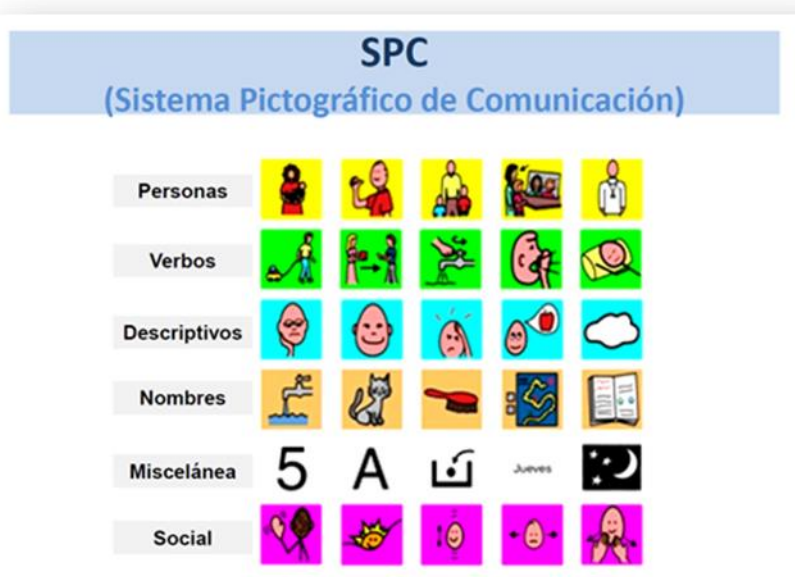 SPC
(Sistema Pictográfico de Comunicación)
Personas
Verbos
Descriptivos
Nombres
Miscelánea
5 A Jueves
Social